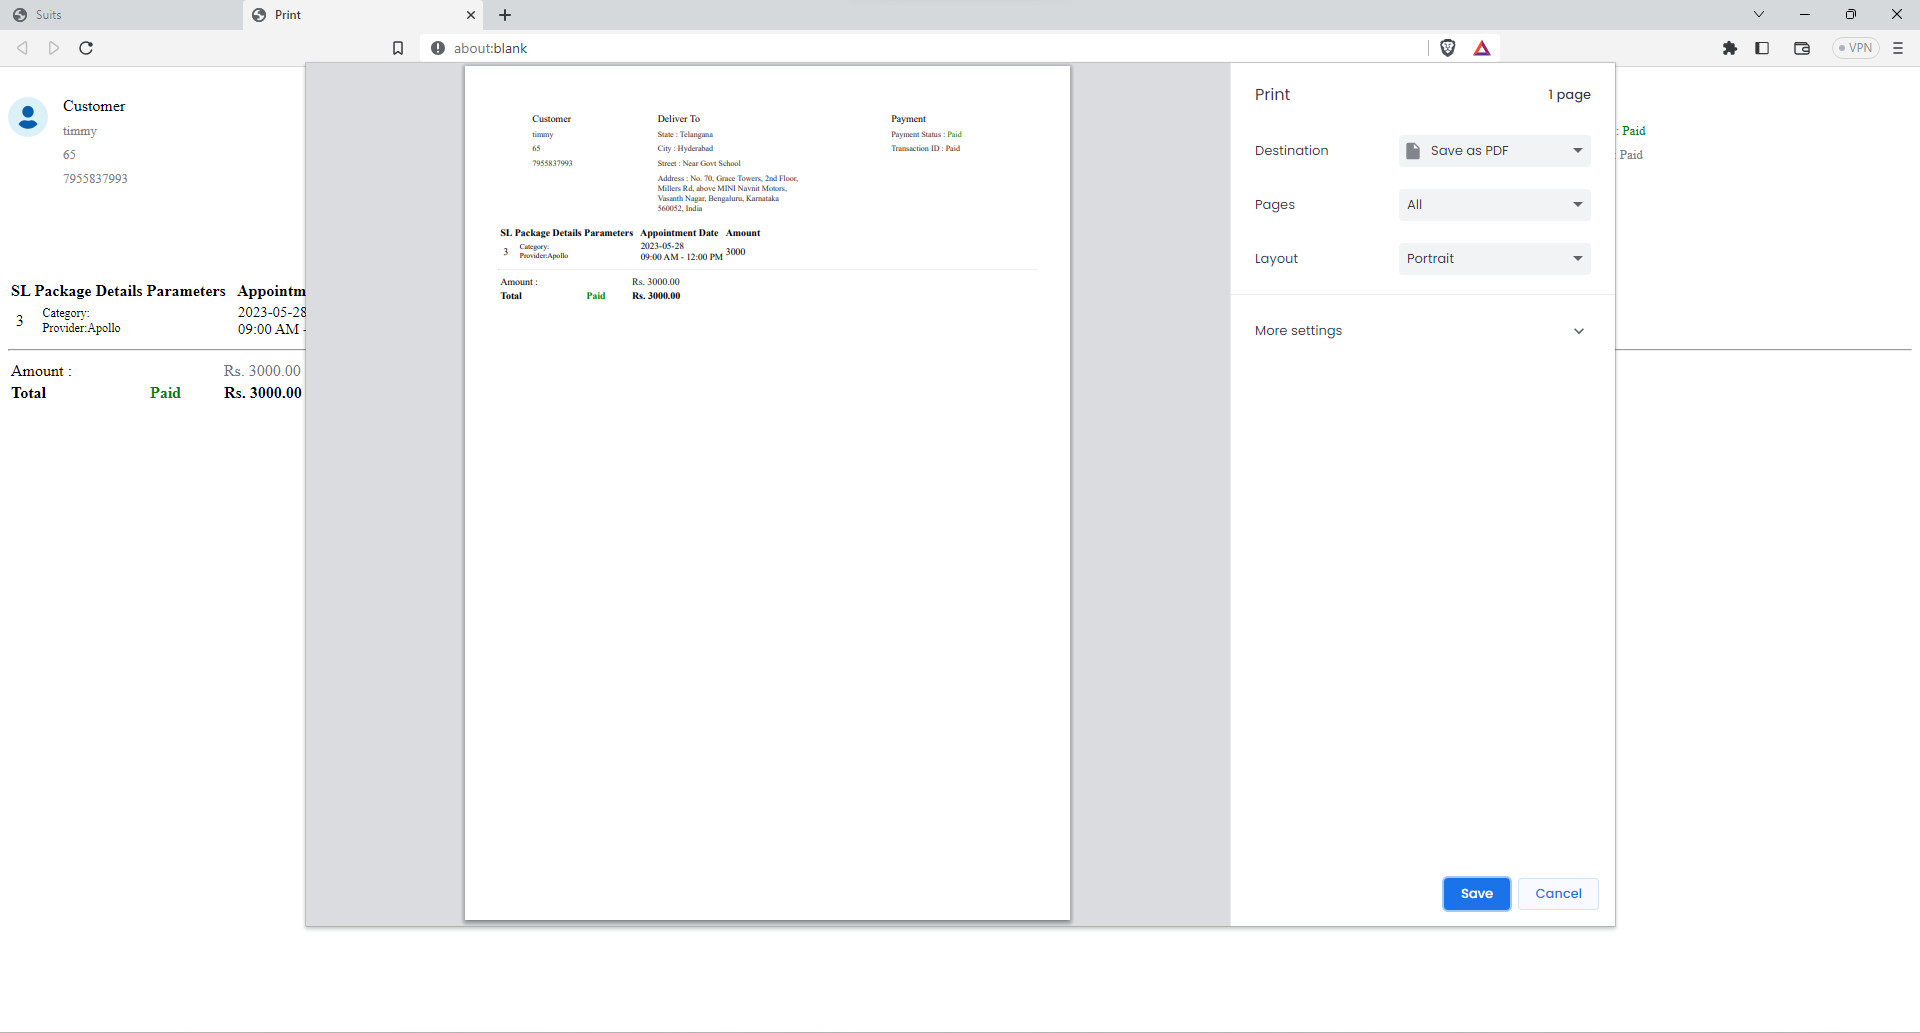 Suits
Print
about:blank
VPN
Customer
timmy
65
7955837993
: Paid
: Paid
SL Package Details Parameters Appointm
3 Category:
Provider:Apollo
2023-05-28
09:00 AM -
Amount : Rs. 3000.00
Total Paid Rs. 3000.00
Customer
timmy
65
7955837993
Deliver To
State : Telangana
City : Hyderabad
Street : Near Govt School
Address : No. 70, Grace Towers, 2nd Floor,
Millers Rd, above MINI Navnit Motors,
Vasanth Nagar, Bengaluru, Karnataka
560052, India
Payment
Payment Status : Paid
Transaction ID : Paid
SL Package Details Parameters Appointment Date Amount
3 Category:
Provider:Apollo
2023-05-28
09:00 AM - 12:00 PM
3000
Amount : Rs. 3000.00
Total Paid Rs. 3000.00
Print 1 page
Destination Save as PDF
Pages All
Layout Portrait
More settings
Save Cancel